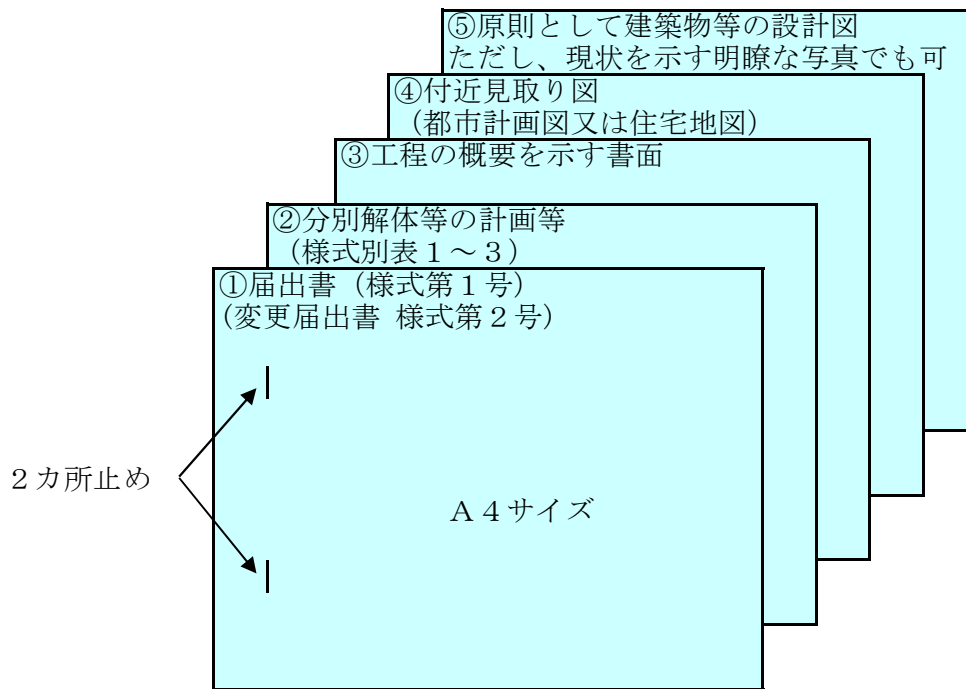 ⑤原則として建築物等の設計図
ただし、現状を示す明瞭な写真でも可
④付近見取り図
（都市計画図又は住宅地図）
③工程の概要を示す書面
②分別解体等の計画等
（様式別表１～３）
①届出書（様式第１号）
（変更届出書 様式第２号）
２カ所止め
Ａ４サイズ